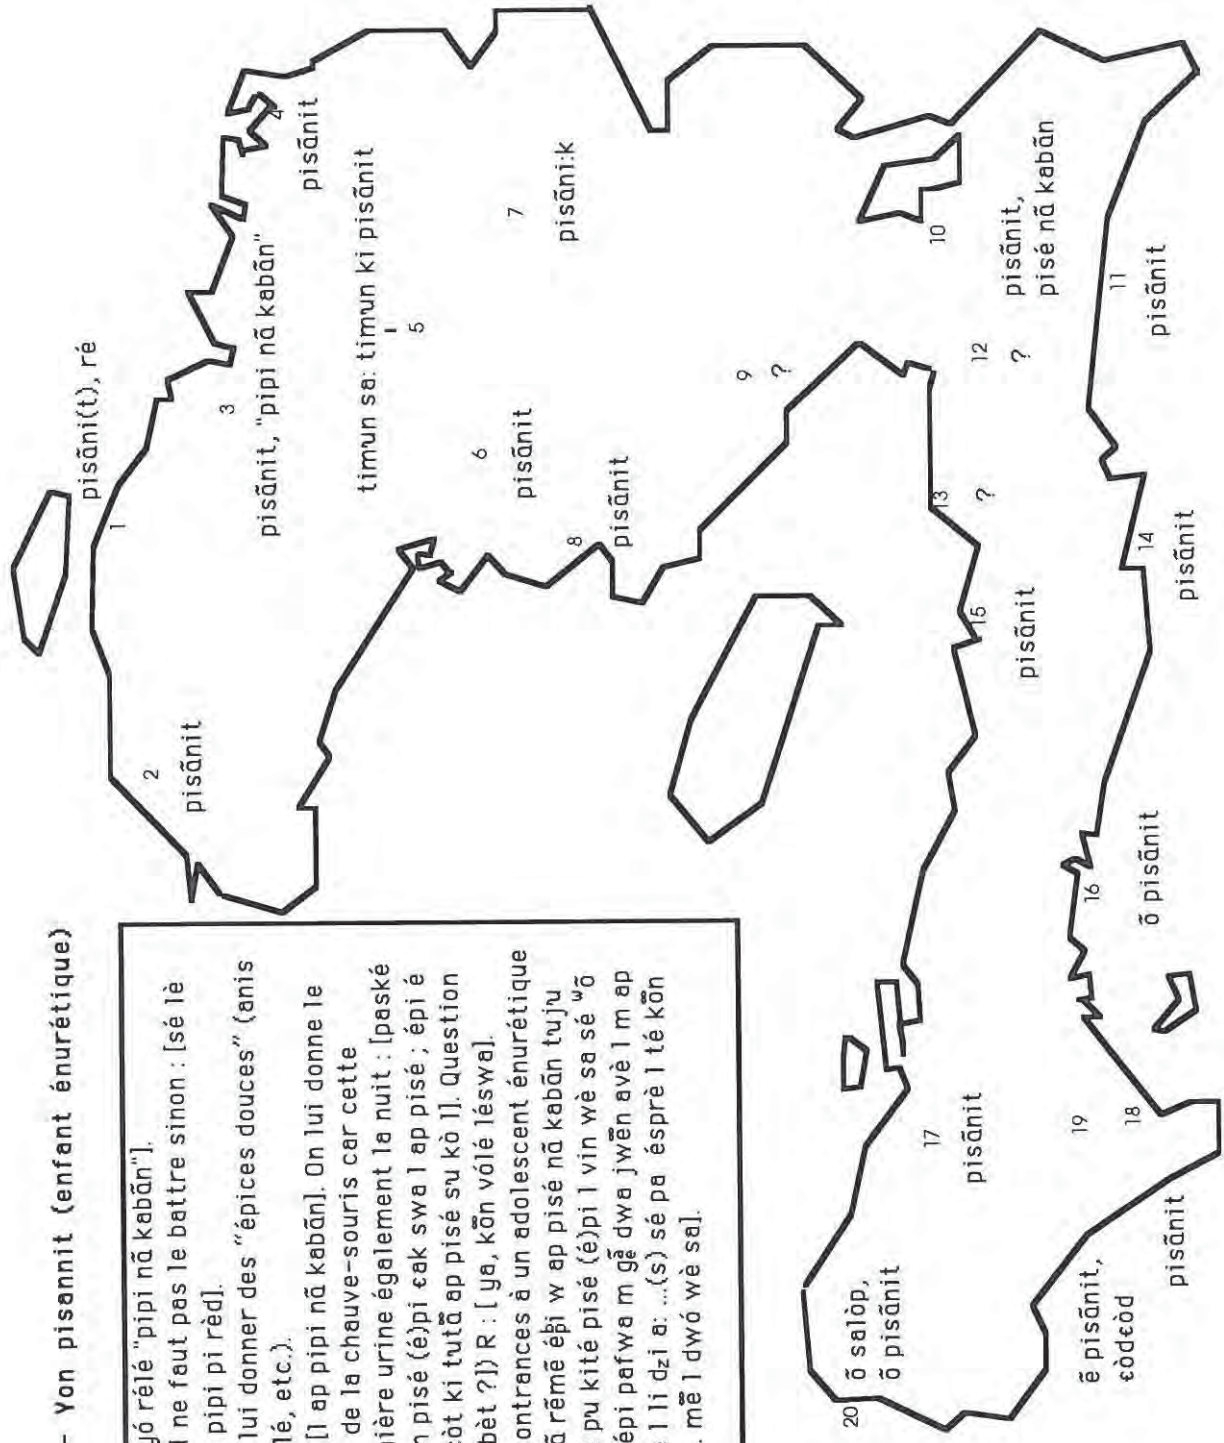 - Yon pisannit (enfant énurétique)
yó rélé "pipi nã kabãn"].
ne faut pas le battre sinon : [sé lè
pipi pi rèd].
lui donner des "épices douces" (anis
lé, etc.).
[l ap pipi nã kabãn]. On lui donne le
de la chauve-souris car cette
nière urine également la nuit : [paské
n pisé (é)pi ɛak swa l ap pisé ; épi é
còt ki tutã ap pisé su kò l]. Question
bèt ?]) R : [ ya, kõn vólé léswa].
ontrances à un adolescent énurétique
ã rẽmẽ épi w ap pisé nã kabãn tuju
pu kité pisé (é)pi l vin wè sa sé ʷõ
épi pafwa m gẽ dwa jwẽn avè l m ap
l li dzi a: ...(s) sé pa ésprè l té kõn
. mẽ l dwó wè sa].
1
pisãni(t), ré
2
pisãnit
3
pisãnit, "pipi nã kabãn"
4
pisãnit
timun sa: timun ki pisãnit
5
6
pisãnit
7
pisãni:k
8
pisãnit
9
?
10
pisãnit,
pisé nã kabãn
11
pisãnit
12
?
13
?
14
pisãnit
15
pisãnit
16
õ pisãnit
17
pisãnit
18
pisãnit
19
ẽ pisãnit,
ɛòdɛòd
20
õ salòp,
õ pisãnit